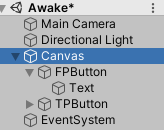 Awake*
Main Camera
Directional Light
Canvas
FPButton
Text
TPButton
EventSystem